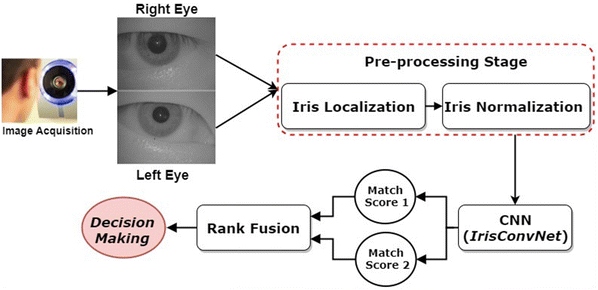 Right Eye
Image Acquisition
Left Eye
Pre-processing Stage
Iris Localization
Iris Normalization
CNN
(IrisConvNet)
Match
Score 1
Match
Score 2
Rank Fusion
Decision
Making